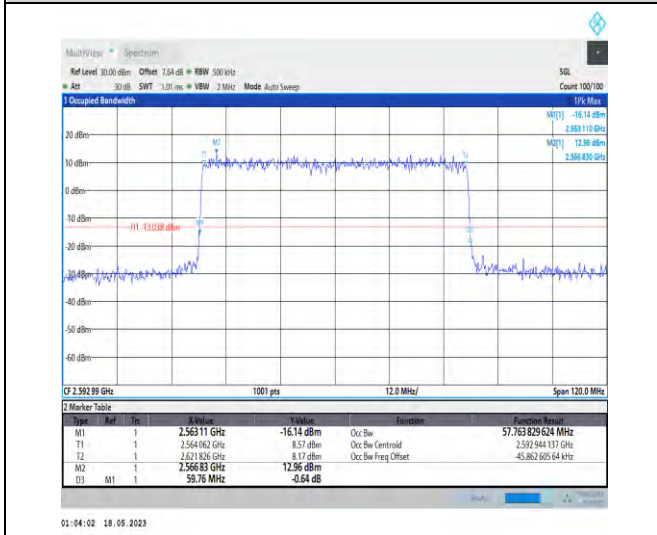 MultiView Spectrum
Ref Level 30.00 dBm Offset 7.64 dB RBW 500 kHz SGL
Att 30 dB SWT 1.01 ms VBW 2 MHz Mode Auto Sweep Count 100/100
1 Occupied Bandwidth 1Pk Max
M1[1] -16.14 dBm
2.563 110 GHz
M2[1] 12.96 dBm
2.566 830 GHz
20 dBm
M2
T1 T2
10 dBm
0 dBm
-10 dBm
H1 -13.038 dBm
-20 dBm
-30 dBm
-40 dBm
-50 dBm
-60 dBm
CF 2.592 99 GHz 1001 pts 12.0 MHz/ Span 120.0 MHz
2 Marker Table
Type Ref Trc X-Value Y-Value Function Function Result
M1 1 2.563 11 GHz -16.14 dBm Occ Bw 57.763 829 624 MHz
T1 1 2.564 062 GHz 8.57 dBm Occ Bw Centroid 2.592 944 137 GHz
T2 1 2.621 826 GHz 8.17 dBm Occ Bw Freq Offset -45.862 605 64 kHz
M2 1 2.566 83 GHz 12.96 dBm
D3 M1 1 59.76 MHz -0.64 dB
01:04:02 18.05.2023